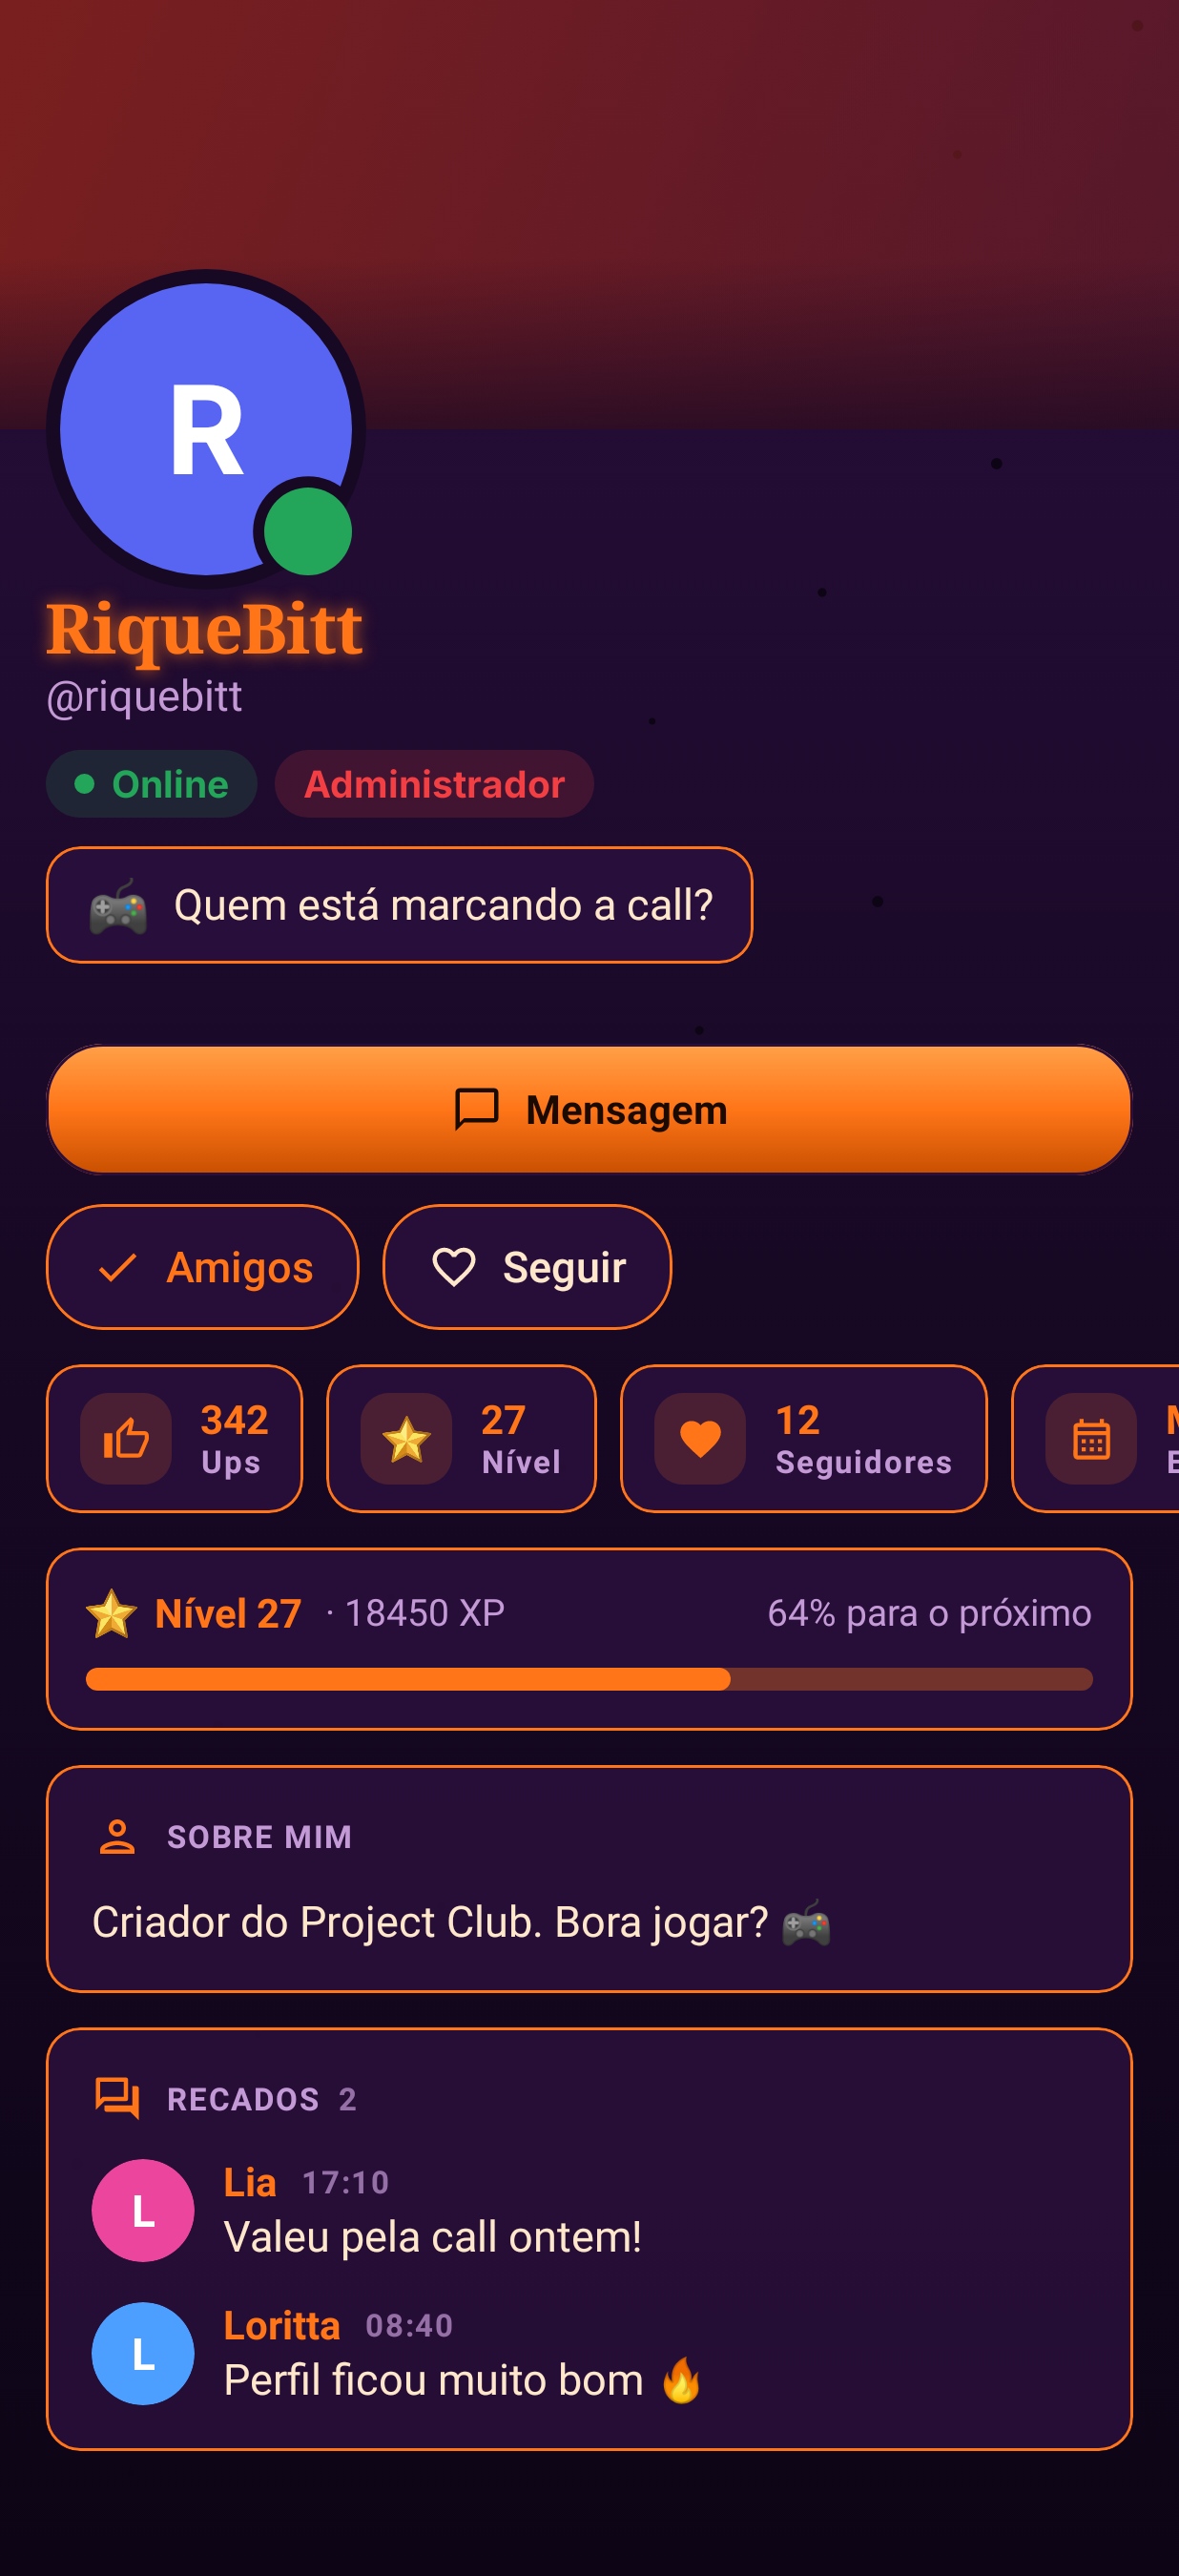 R
RiqueBitt
@riquebitt
Online
Administrador
🎮 Quem está marcando a call?
Mensagem
Amigos
Seguir
342
Ups
27
Nível
12
Seguidores
⭐ Nível 27 · 18450 XP
64% para o próximo
SOBRE MIM
Criador do Project Club. Bora jogar? 🎮
RECADOS 2
L
Lia 17:10
Valeu pela call ontem!
L
Loritta 08:40
Perfil ficou muito bom 🔥